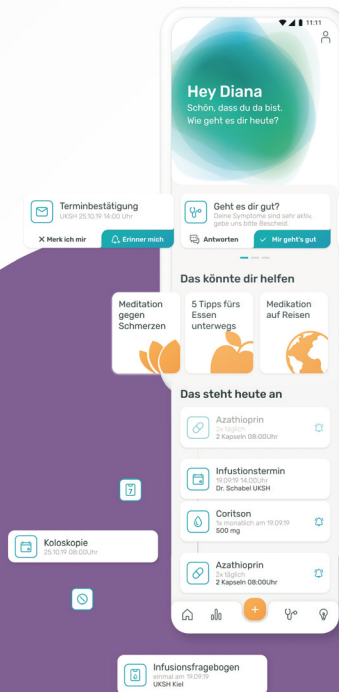 11:11
Hey Diana
Schön, dass du da bist.
Wie geht es dir heute?
Terminbestätigung
UKSH 25.10.19 14:00 Uhr
X Merk ich mir
Erinner mich
Geht es dir gut?
Deine Symptome sind sehr aktiv,
gebe uns bitte Bescheid.
Antworten
Mir geht's gut
Das könnte dir helfen
Meditation
gegen
Schmerzen
5 Tipps fürs
Essen
unterwegs
Medikation
auf Reisen
Das steht heute an
Azathioprin
2x täglich
2 Kapseln 08:00Uhr
Infustionstermin
19.09.19 14:00Uhr
Dr. Schabel UKSH
7
Coritson
1x monatlich am 19.09.19
500 mg
Koloskopie
25.10.19 08:00Uhr
Azathioprin
2x täglich
2 Kapseln 08:00Uhr
Infusionsfragebogen
einmal am 19.09.19
UKSH Kiel